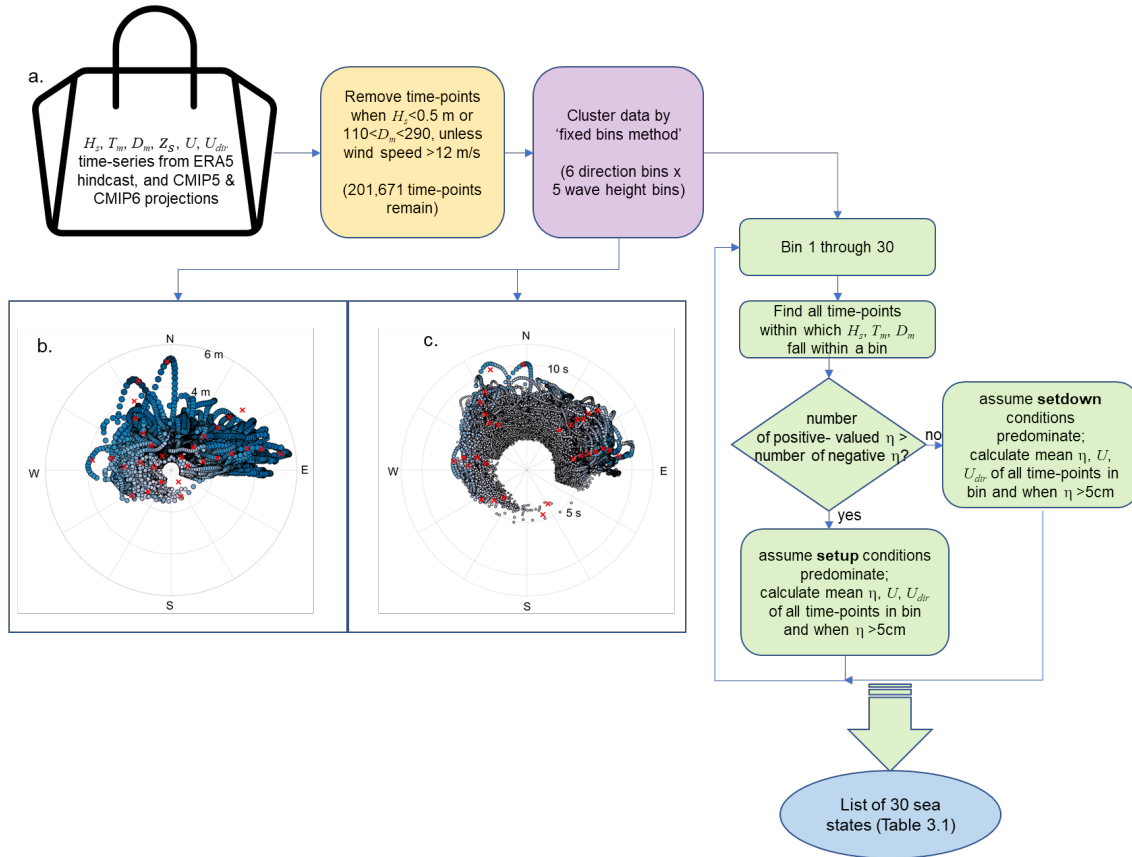 a.
Hs, Tm, Dm, ZS, U, Udir
time-series from ERA5
hindcast, and CMIP5 &
CMIP6 projections
Remove time-points
when Hs<0.5 m or
110<Dm<290, unless
wind speed >12 m/s
(201,671 time-points
remain)
Cluster data by
‘fixed bins method’
(6 direction bins x
5 wave height bins)
Bin 1 through 30
Find all time-points
within which Hs, Tm, Dm
fall within a bin
number
of positive- valued η >
number of negative η?
no
assume setdown
conditions
predominate;
calculate mean η, U,
Udir of all time-points in
bin and when η >5cm
yes
assume setup conditions
predominate;
calculate mean η, U, Udir
of all time-points in bin
and when η >5cm
List of 30 sea
states (Table 3.1)
b.
N
6 m
4 m
W
E
S
c.
N
10 s
W
E
5 s
S